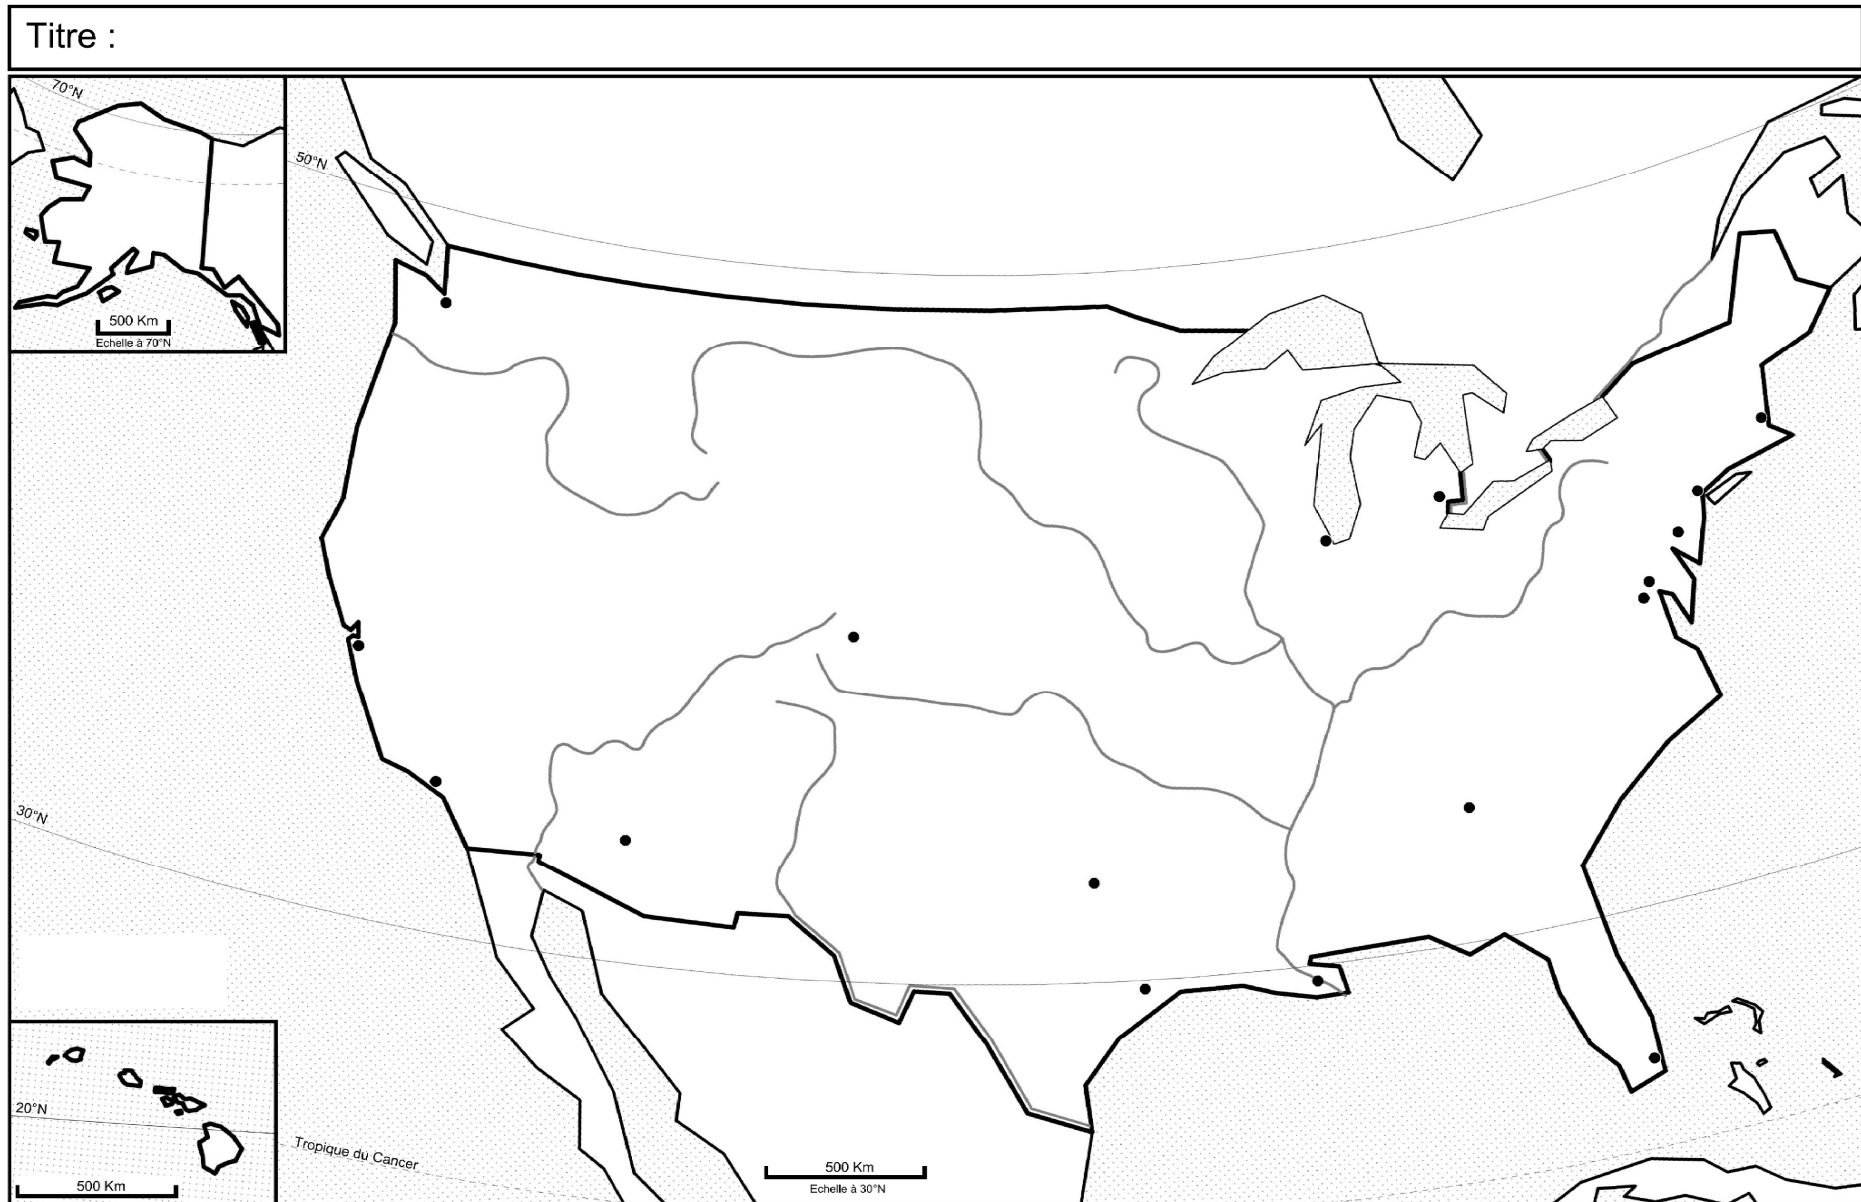 Titre :
70°N
50°N
500 Km
Echelle à 70°N
30°N
20°N
500 Km
Tropique du Cancer
500 Km
Echelle à 30°N